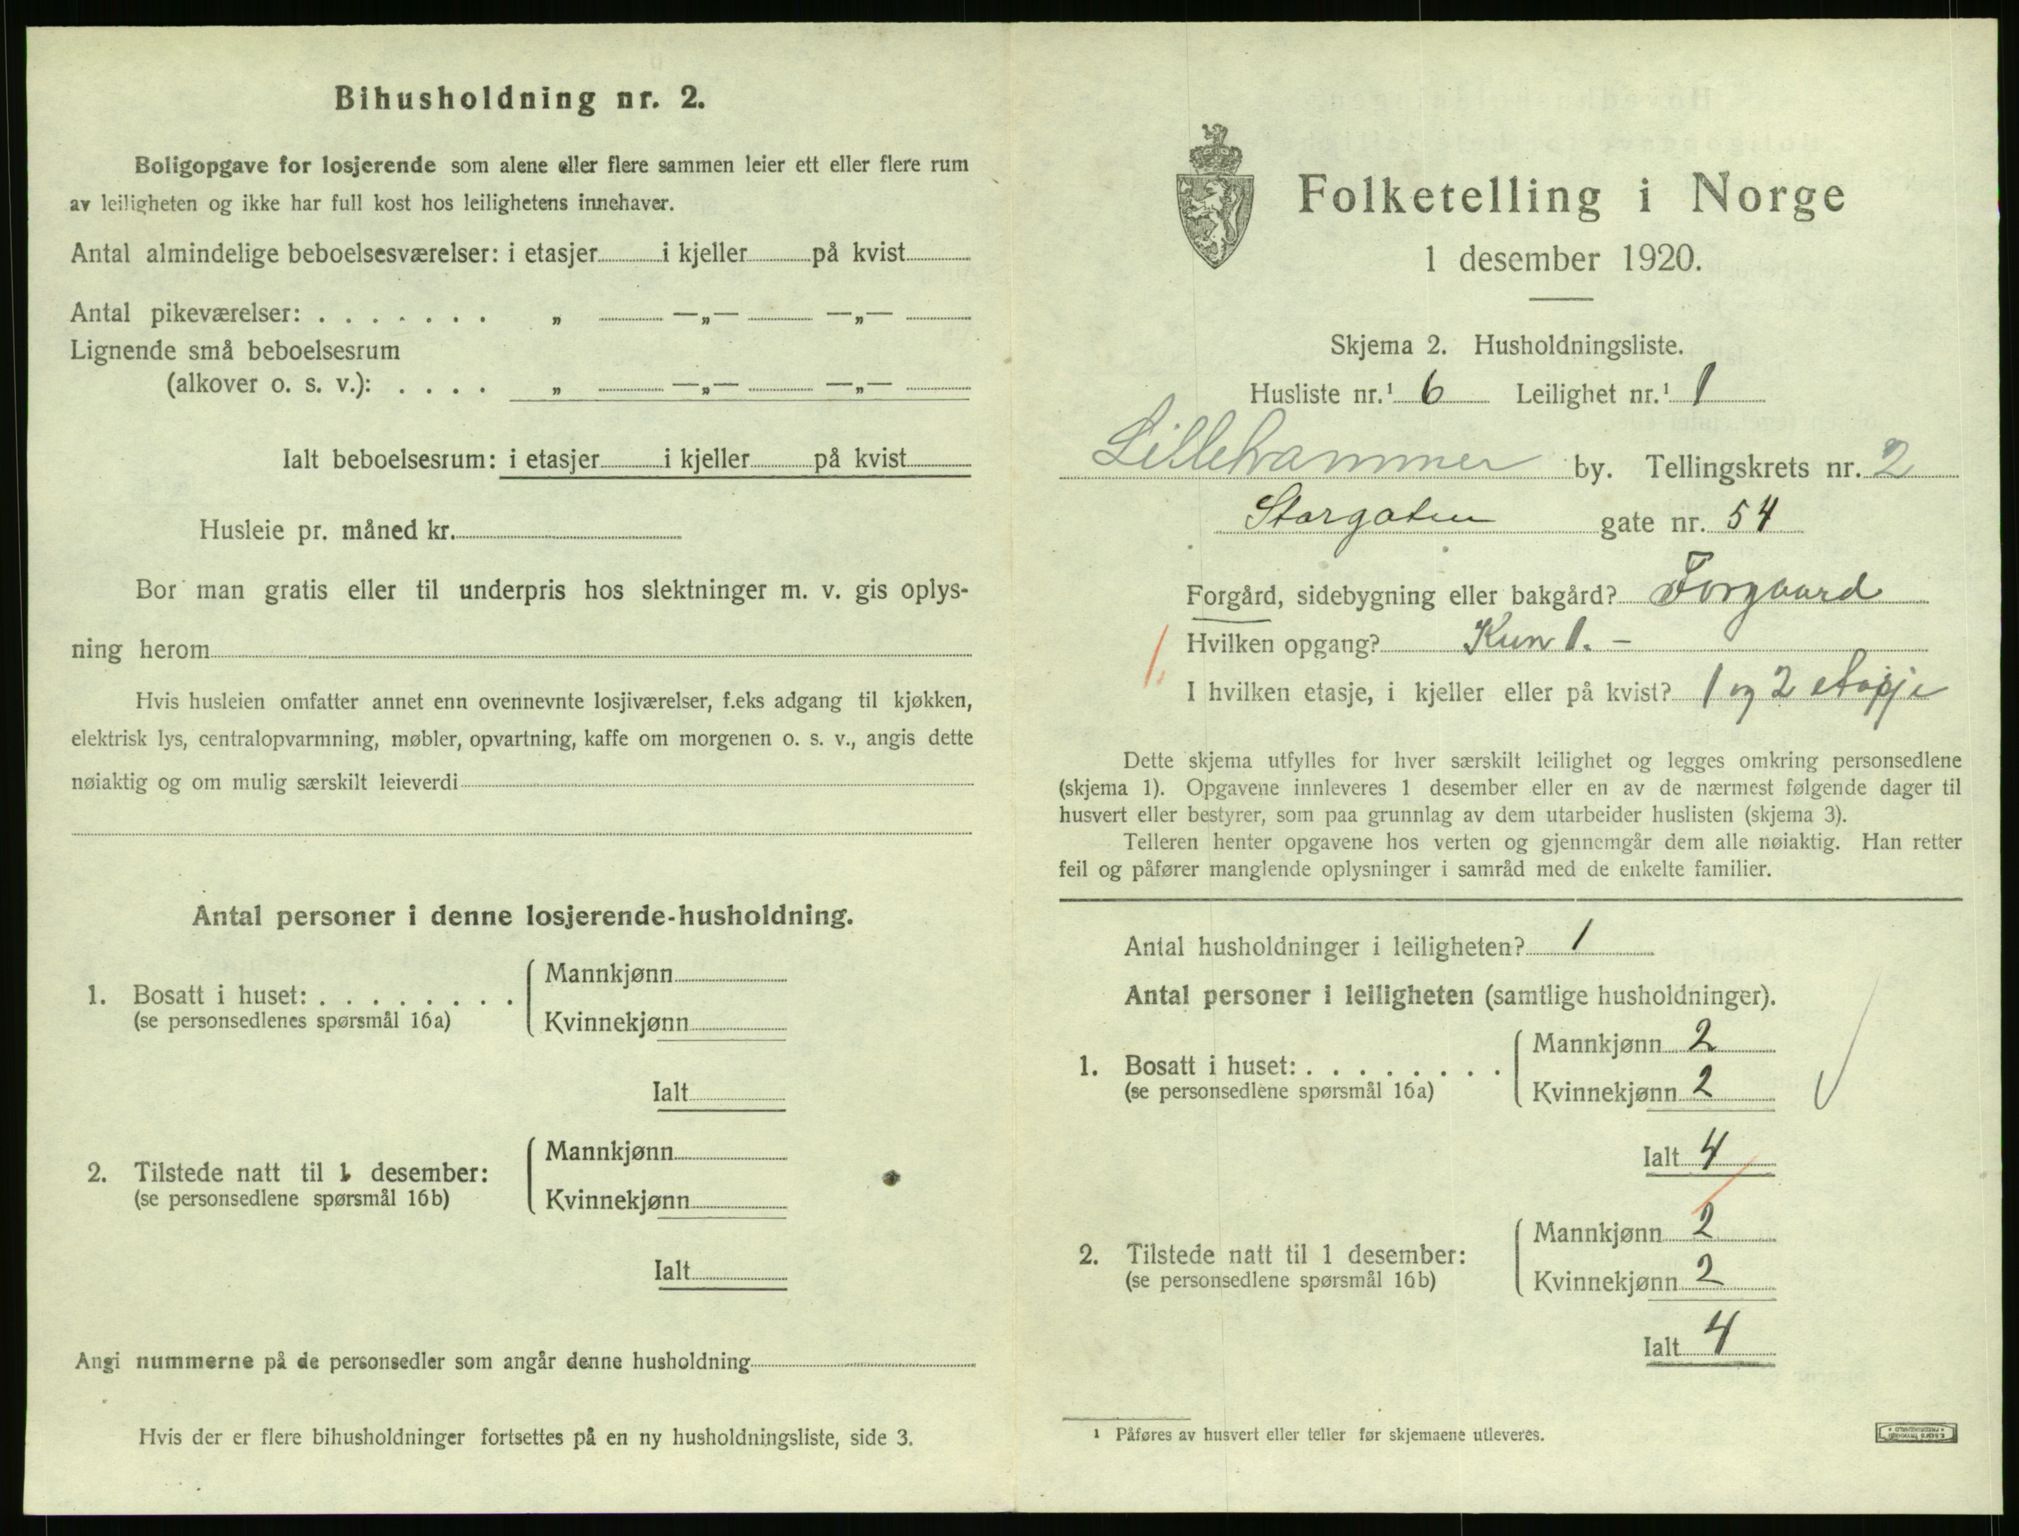 Bihusholdning nr. 2.
Boligopgave for losjerende som alene eller flere sammen leier ett eller flere rum
av leiligheten og ikke har full kost hos leilighetens innehaver.
Antal almindelige beboelsesværelser: i etasjer i kjeller på kvist
Antal pikeværelser: . . . . . . . „ —„— —„—
Lignende små beboelsesrum
(alkover o. s. v.): . . . . „ —„— —„—
Ialt beboelsesrum: i etasjer i kjeller på kvist
Husleie pr. måned kr.
Bor man gratis eller til underpris hos slektninger m. v. gis oplys-
ning herom
Hvis husleien omfatter annet enn ovennevnte losjiværelser, f.eks adgang til kjøkken,
elektrisk lys, centralopvarmning, møbler, opvartning, kaffe om morgenen o. s. v., angis dette
nøiaktig og om mulig særskilt leieverdi
Antal personer i denne losjerende-husholdning.
1. Bosatt i huset: . . . . . . . . Mannkjønn
(se personsedlenes spørsmål 16a) Kvinnekjønn
Ialt
2. Tilstede natt til 1 desember: Mannkjønn
(se personsedlene spørsmål 16b) Kvinnekjønn
Ialt
Angi nummerne på de personsedler som angår denne husholdning
Hvis der er flere bihusholdninger fortsettes på en ny husholdningsliste, side 3.
Folketelling i Norge
1 desember 1920.
Skjema 2. Husholdningsliste.
Husliste nr.¹ 6 Leilighet nr.¹ 1
Lillehammer by. Tellingskrets nr. 2
Storgaten gate nr. 54
Forgård, sidebygning eller bakgård? Forgaard
1. Hvilken opgang? Kun 1. –
I hvilken etasje, i kjeller eller på kvist? 1 og 2 etasje
Dette skjema utfylles for hver særskilt leilighet og legges omkring personsedlene
(skjema 1). Opgavene innleveres 1 desember eller en av de nærmest følgende dager til
husvert eller bestyrer, som paa grunnlag av dem utarbeider huslisten (skjema 3).
Telleren henter opgavene hos verten og gjennemgår dem alle nøiaktig. Han retter
feil og påfører manglende oplysninger i samråd med de enkelte familier.
Antal husholdninger i leiligheten? 1
Antal personer i leiligheten (samtlige husholdninger).
1. Bosatt i huset: . . . . . . . . Mannkjønn 2
(se personsedlene spørsmål 16a) Kvinnekjønn 2
Ialt 4
2. Tilstede natt til 1 desember: Mannkjønn 2
(se personsedlene spørsmål 16b) Kvinnekjønn 2
Ialt 4
¹ Påføres av husvert eller teller før skjemaene utleveres.